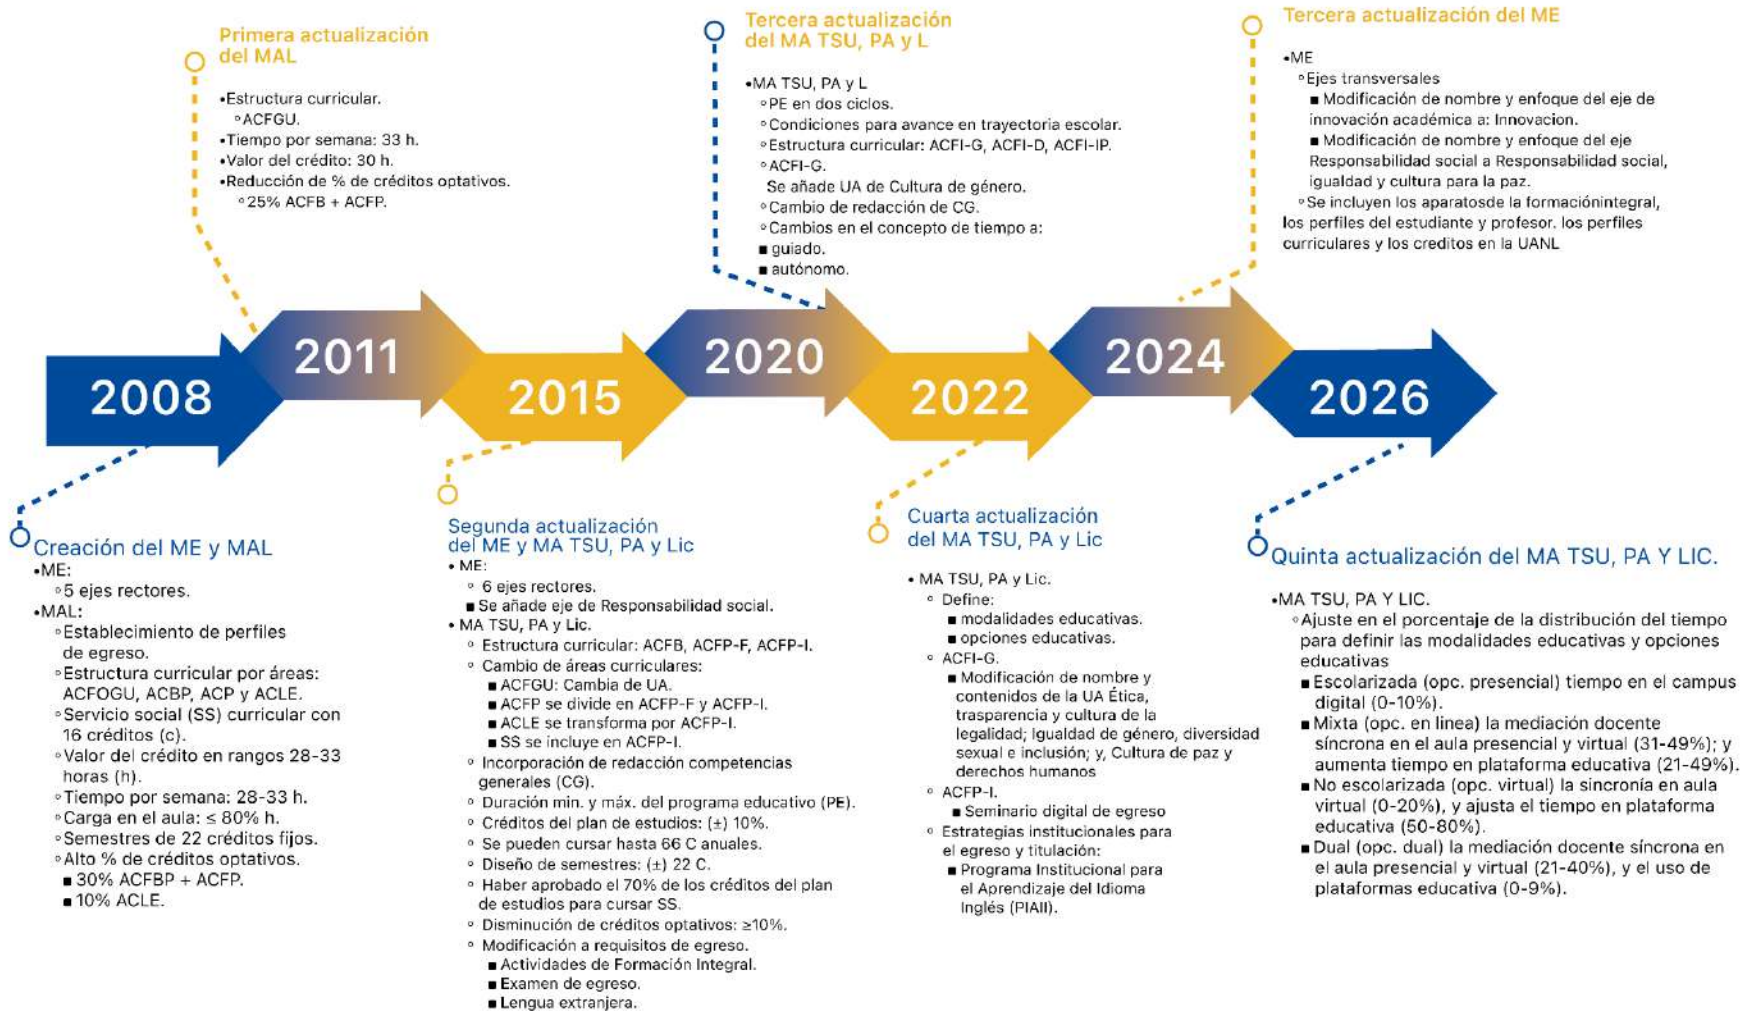 Primera actualización
del MAL
•Estructura curricular.
°ACFGU.
•Tiempo por semana: 33 h.
•Valor del crédito: 30 h.
•Reducción de % de créditos optativos.
°25% ACFB + ACFP.
Tercera actualización
del MA TSU, PA y L
•MA TSU, PA y L
°PE en dos ciclos.
°Condiciones para avance en trayectoria escolar.
°Estructura curricular: ACFI-G, ACFI-D, ACFI-IP.
°ACFI-G.
Se añade UA de Cultura de género.
°Cambio de redacción de CG.
°Cambios en el concepto de tiempo a:
■ guiado.
■ autónomo.
Tercera actualización del ME
•ME
°Ejes transversales
■ Modificación de nombre y enfoque del eje de
innovación académica a: Innovacion.
■ Modificación de nombre y enfoque del eje
Responsabilidad social a Responsabilidad social,
igualdad y cultura para la paz.
°Se incluyen los aparatosde la formaciónintegral,
los perfiles del estudiante y profesor. los perfiles
curriculares y los creditos en la UANL
2008
2011
2015
2020
2022
2024
2026
Creación del ME y MAL
•ME:
°5 ejes rectores.
•MAL:
°Establecimiento de perfiles
de egreso.
°Estructura curricular por áreas:
ACFOGU, ACBP, ACP y ACLE.
°Servicio social (SS) curricular con
16 créditos (c).
°Valor del crédito en rangos 28-33
horas (h).
°Tiempo por semana: 28-33 h.
°Carga en el aula: ≤ 80% h.
°Semestres de 22 créditos fijos.
°Alto % de créditos optativos.
■ 30% ACFBP + ACFP.
■ 10% ACLE.
Segunda actualización
del ME y MA TSU, PA y Lic
• ME:
° 6 ejes rectores.
■ Se añade eje de Responsabilidad social.
• MA TSU, PA y Lic.
° Estructura curricular: ACFB, ACFP-F, ACFP-I.
° Cambio de áreas curriculares:
■ ACFGU: Cambia de UA.
■ ACFP se divide en ACFP-F y ACFP-I.
■ ACLE se transforma por ACFP-I.
■ SS se incluye en ACFP-I.
° Incorporación de redacción competencias
generales (CG).
° Duración min. y máx. del programa educativo (PE).
° Créditos del plan de estudios: (±) 10%.
° Se pueden cursar hasta 66 C anuales.
° Diseño de semestres: (±) 22 C.
° Haber aprobado el 70% de los créditos del plan
de estudios para cursar SS.
° Disminución de créditos optativos: ≥10%.
° Modificación a requisitos de egreso.
■ Actividades de Formación Integral.
■ Examen de egreso.
■ Lengua extranjera.
Cuarta actualización
del MA TSU, PA y Lic
• MA TSU, PA y Lic.
° Define:
■ modalidades educativas.
■ opciones educativas.
° ACFI-G.
■ Modificación de nombre y
contenidos de la UA Ética,
trasparencia y cultura de la
legalidad; Igualdad de género, diversidad
sexual e inclusión; y, Cultura de paz y
derechos humanos
° ACFP-I.
■ Seminario digital de egreso
° Estrategias institucionales para
el egreso y titulación:
■ Programa Institucional para
el Aprendizaje del Idioma
Inglés (PIAII).
Quinta actualización del MA TSU, PA Y LIC.
•MA TSU, PA Y LIC.
°Ajuste en el porcentaje de la distribución del tiempo
para definir las modalidades educativas y opciones
educativas
■ Escolarizada (opc. presencial) tiempo en el campus
digital (0-10%).
■ Mixta (opc. en linea) la mediación docente
síncrona en el aula presencial y virtual (31-49%); y
aumenta tiempo en plataforma educativa (21-49%).
■ No escolarizada (opc. virtual) la sincronía en aula
virtual (0-20%), y ajusta el tiempo en plataforma
educativa (50-80%).
■ Dual (opc. dual) la mediación docente síncrona en
el aula presencial y virtual (21-40%), y el uso de
plataformas educativa (0-9%).